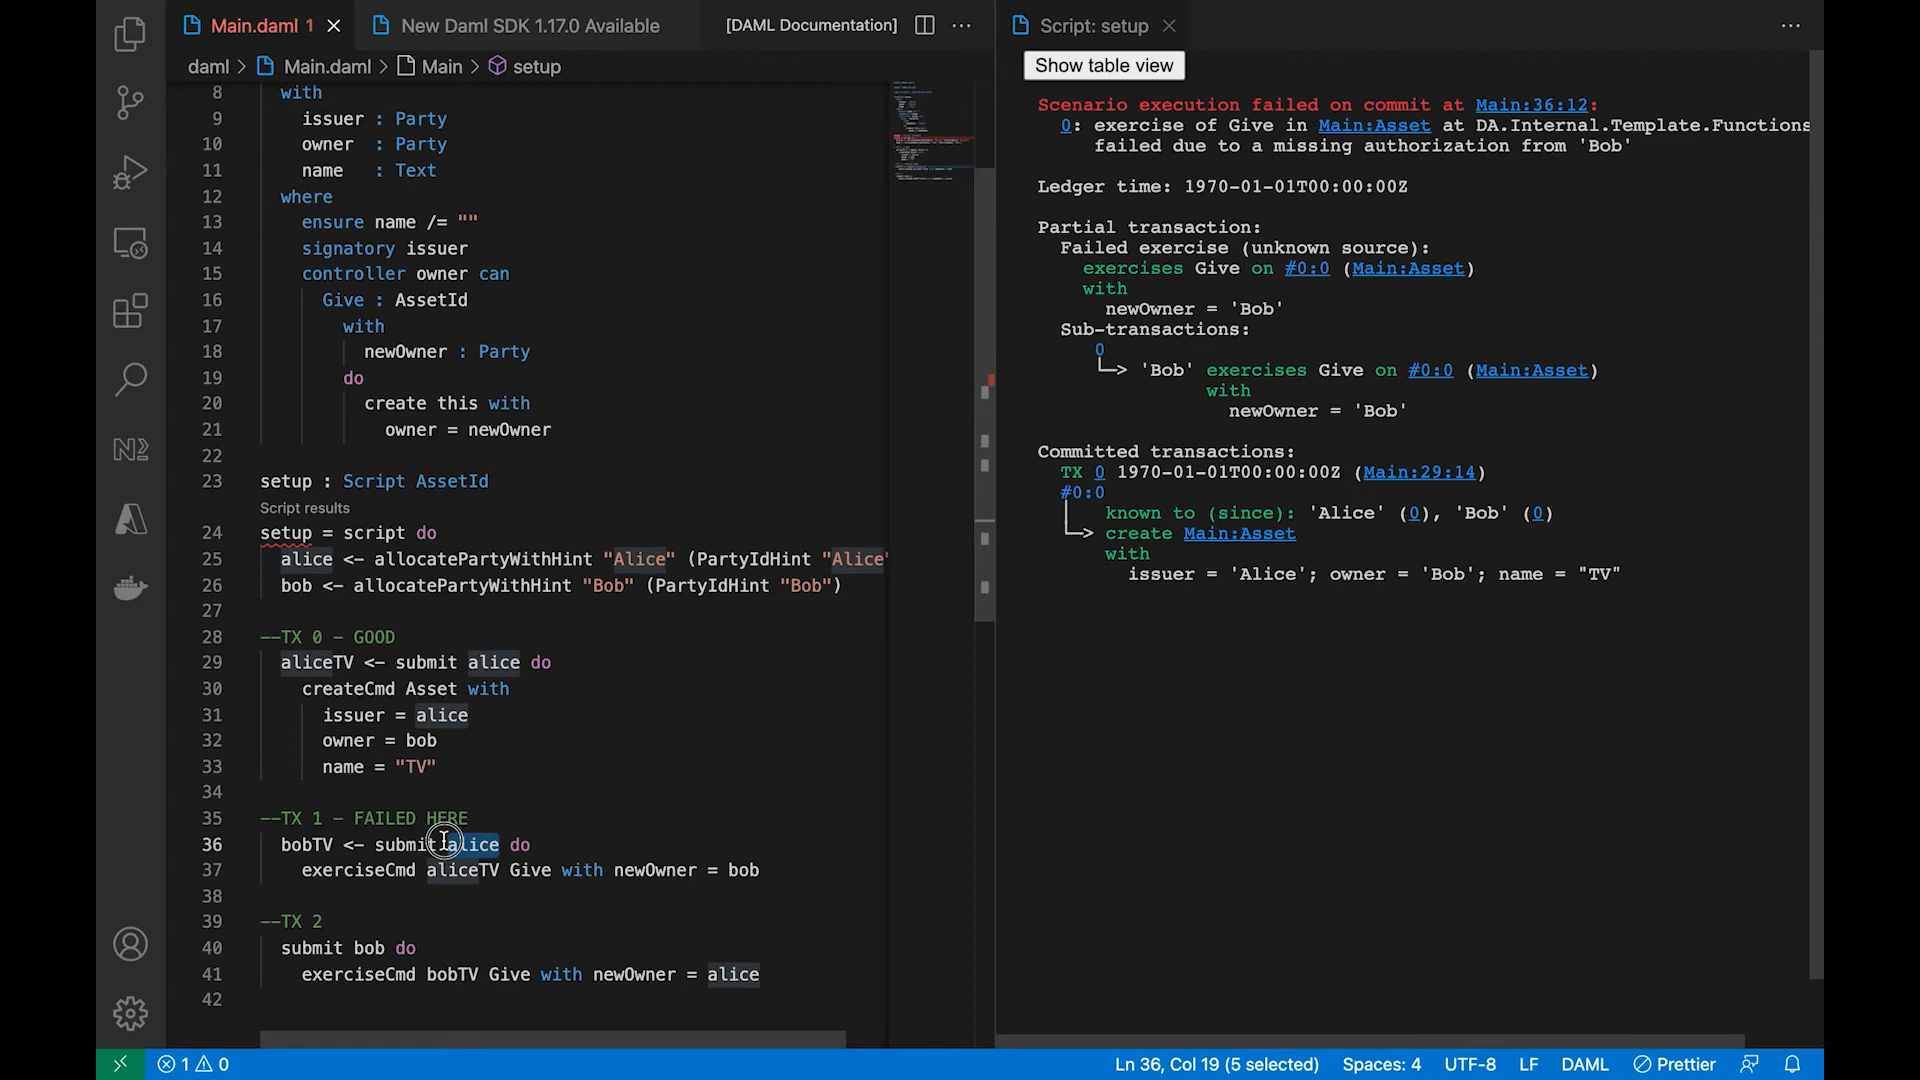 Main.daml 1
New Daml SDK 1.17.0 Available
[DAML Documentation]
daml > Main.daml > Main > setup
8 with
9 issuer : Party
10 owner : Party
11 name : Text
12 where
13 ensure name /= ""
14 signatory issuer
15 controller owner can
16 Give : AssetId
17 with
18 newOwner : Party
19 do
20 create this with
21 owner = newOwner
22
23 setup : Script AssetId
Script results
24 setup = script do
25 alice <- allocatePartyWithHint "Alice" (PartyIdHint "Alice"
26 bob <- allocatePartyWithHint "Bob" (PartyIdHint "Bob")
27
28 --TX 0 - GOOD
29 aliceTV <- submit alice do
30 createCmd Asset with
31 issuer = alice
32 owner = bob
33 name = "TV"
34
35 --TX 1 - FAILED HERE
36 bobTV <- submit alice do
37 exerciseCmd aliceTV Give with newOwner = bob
38
39 --TX 2
40 submit bob do
41 exerciseCmd bobTV Give with newOwner = alice
42
Script: setup
Show table view
Scenario execution failed on commit at Main:36:12:
0: exercise of Give in Main:Asset at DA.Internal.Template.Functions
failed due to a missing authorization from 'Bob'
Ledger time: 1970-01-01T00:00:00Z
Partial transaction:
Failed exercise (unknown source):
exercises Give on #0:0 (Main:Asset)
with
newOwner = 'Bob'
Sub-transactions:
0
└─> 'Bob' exercises Give on #0:0 (Main:Asset)
with
newOwner = 'Bob'
Committed transactions:
TX 0 1970-01-01T00:00:00Z (Main:29:14)
#0:0
│ known to (since): 'Alice' (0), 'Bob' (0)
└─> create Main:Asset
with
issuer = 'Alice'; owner = 'Bob'; name = "TV"
1 0
Ln 36, Col 19 (5 selected) Spaces: 4 UTF-8 LF DAML Prettier